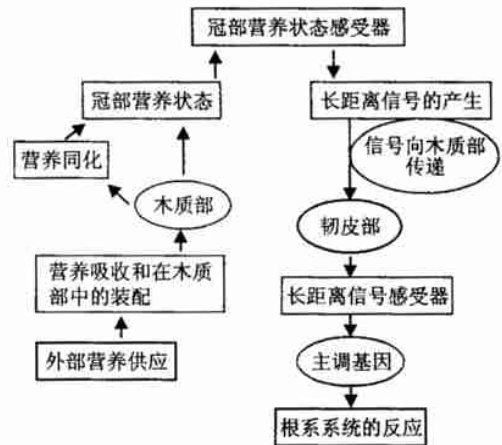 冠部营养状态感受器
冠部营养状态
长距离信号的产生
营养同化
信号向木质部
传递
木质部
韧皮部
营养吸收和在木质
部中的装配
长距离信号感受器
外部营养供应
主调基因
根系系统的反应